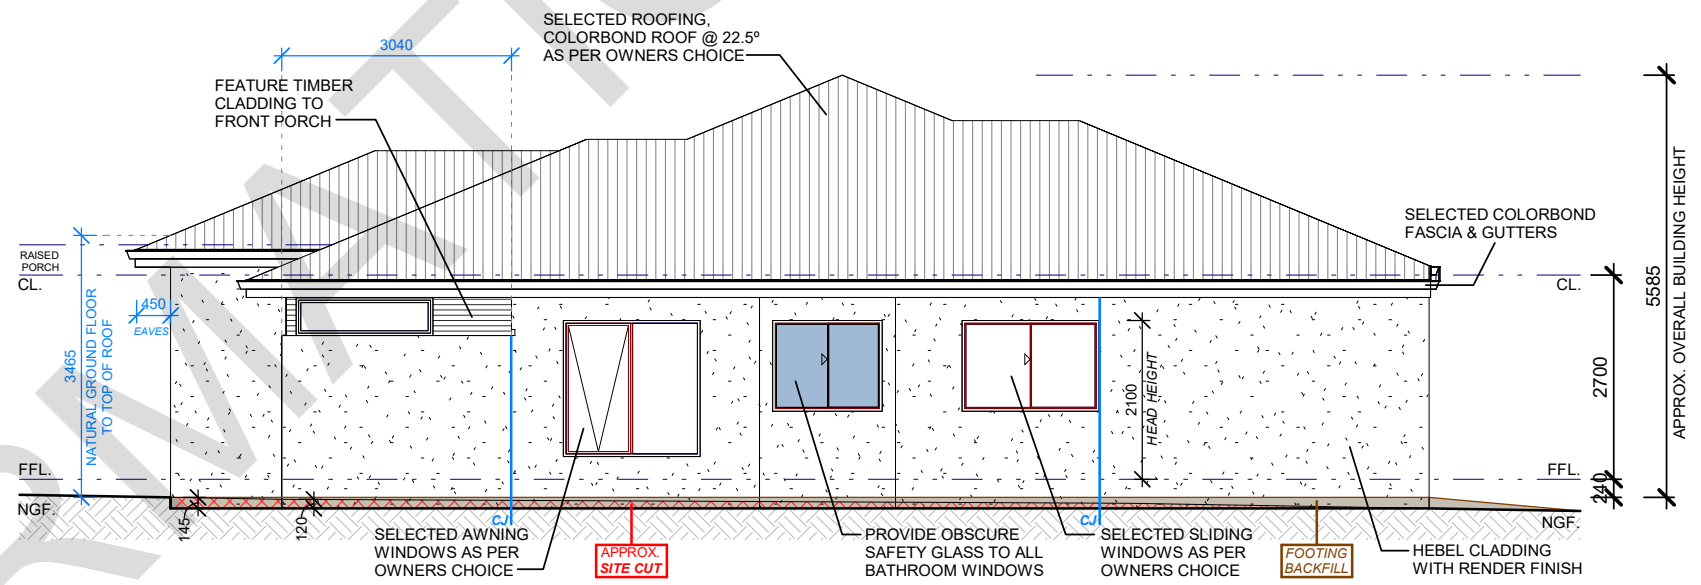 SELECTED ROOFING,
COLORBOND ROOF @ 22.5º
AS PER OWNERS CHOICE
3040
FEATURE TIMBER
CLADDING TO
FRONT PORCH
SELECTED COLORBOND
FASCIA & GUTTERS
RAISED
PORCH
CL.
CL.
450
EAVES
3465
NATURAL GROUND FLOOR
TO TOP OF ROOF
2100
HEAD HEIGHT
2700
240
5585
APPROX. OVERALL BUILDING HEIGHT
FFL.
FFL.
NGF.
NGF.
145
120
CJ
CJ
SELECTED AWNING
WINDOWS AS PER
OWNERS CHOICE
APPROX.
SITE CUT
PROVIDE OBSCURE
SAFETY GLASS TO ALL
BATHROOM WINDOWS
SELECTED SLIDING
WINDOWS AS PER
OWNERS CHOICE
FOOTING
BACKFILL
HEBEL CLADDING
WITH RENDER FINISH
RMATI